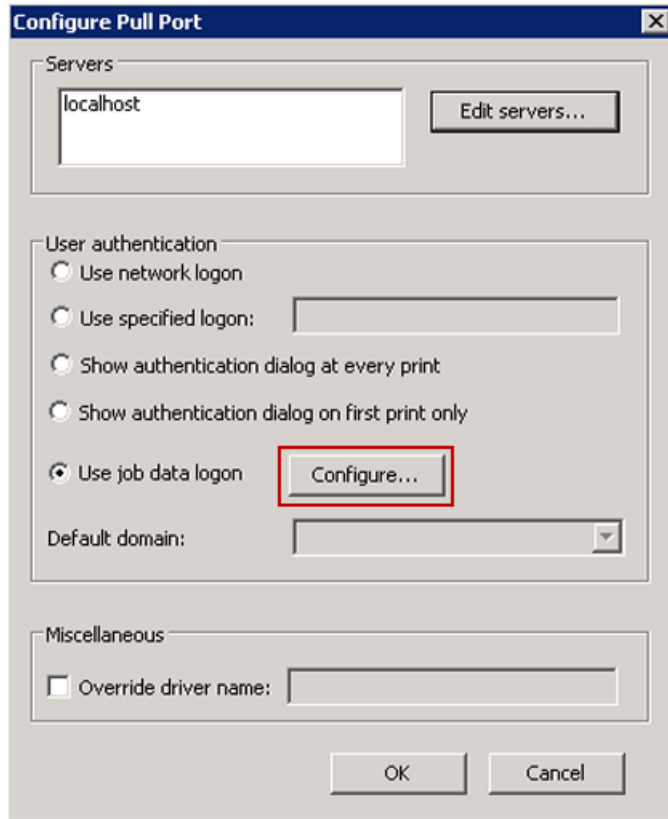 Configure Pull Port
Servers
localhost
Edit servers...
User authentication
Use network logon
Use specified logon:
Show authentication dialog at every print
Show authentication dialog on first print only
Use job data logon
Configure...
Default domain:
Miscellaneous
Override driver name:
OK
Cancel